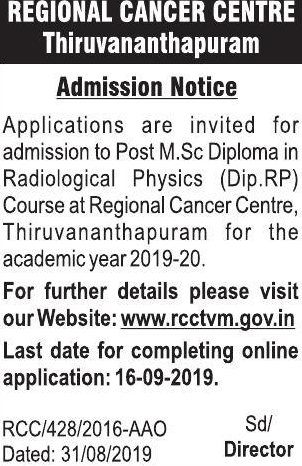 REGIONAL CANCER CENTRE
Thiruvananthapuram
Admission Notice
Applications are invited for
admission to Post M.Sc Diploma in
Radiological Physics (Dip.RP)
Course at Regional Cancer Centre,
Thiruvananthapuram for the
academic year 2019-20.
For further details please visit
our Website: www.rcctvm.gov.in
Last date for completing online
application: 16-09-2019.
RCC/428/2016-AAO
Dated: 31/08/2019
Sd/
Director